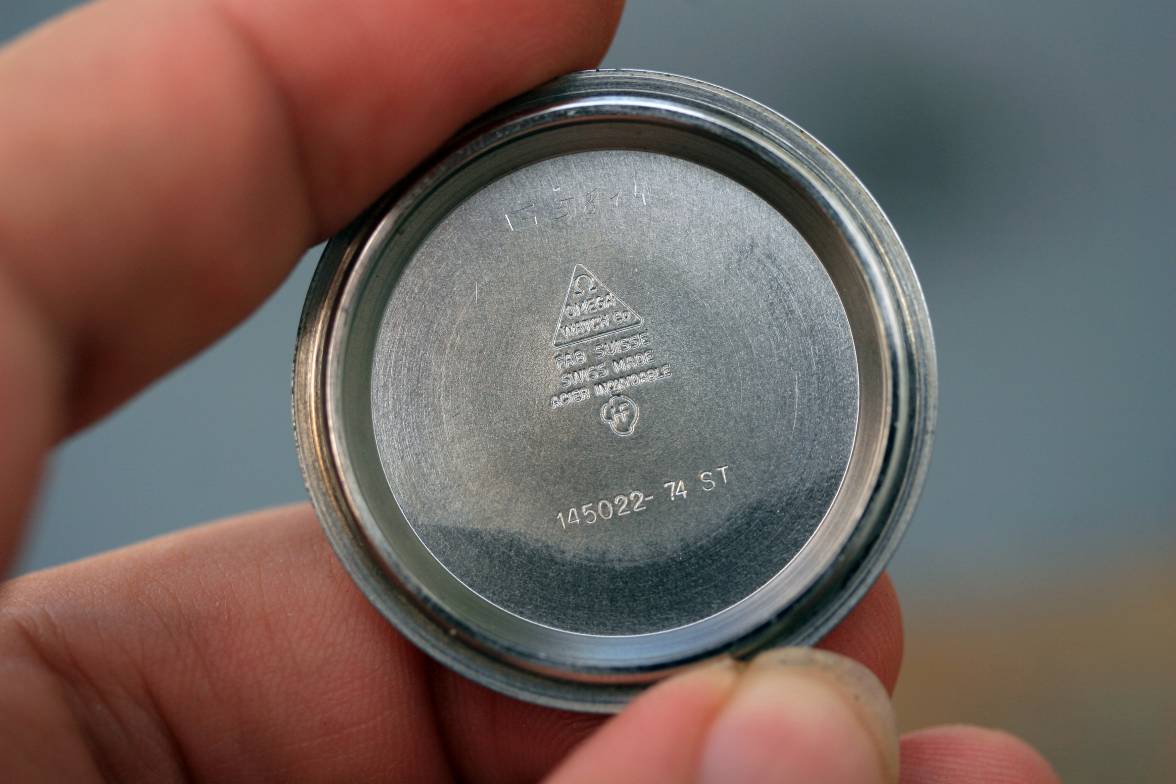 Ω
OMEGA
WATCH Co
FAB SUISSE
SWISS MADE
ACIER INOXYDABLE
145022-74 ST